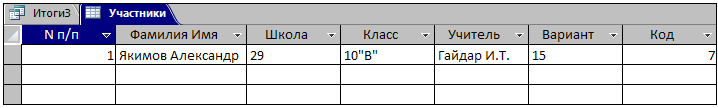 Итоги3 Участники
N п/п Фамилия Имя Школа Класс Учитель Вариант Код
1 Якимов Александр 29 10"В" Гайдар И.Т. 15 7